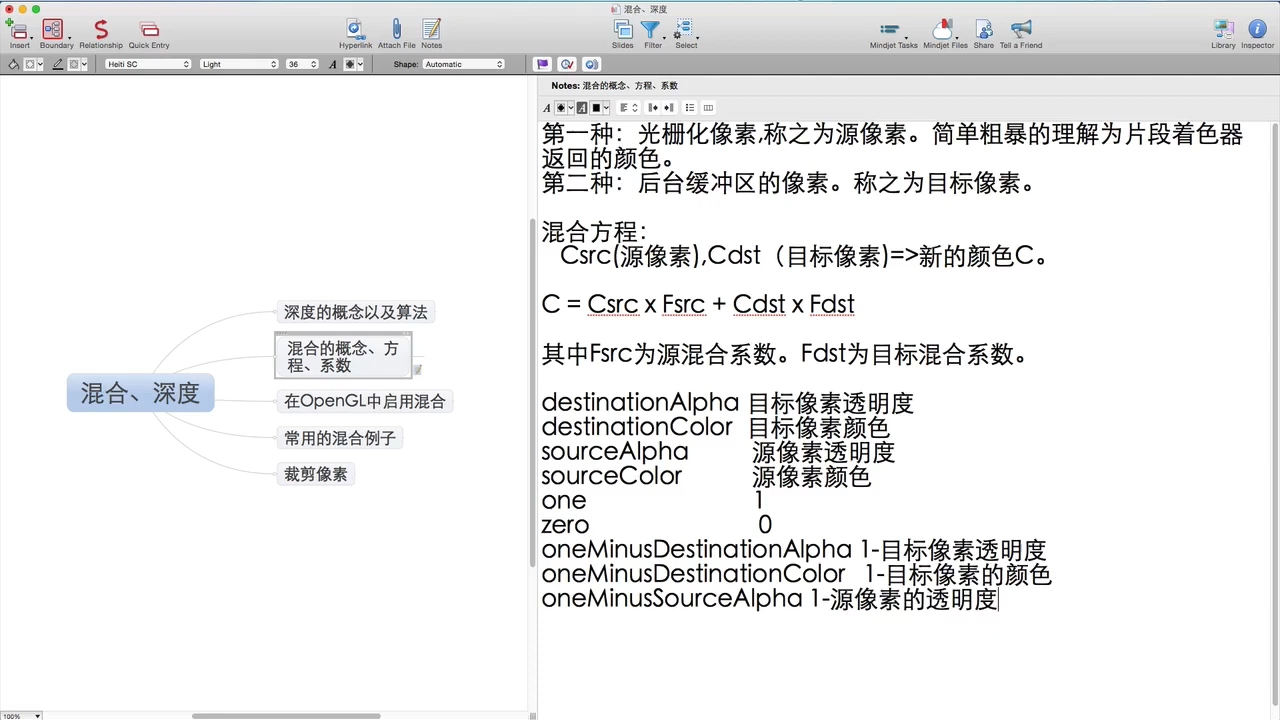 混合、深度
Insert
Boundary
Relationship
Quick Entry
Hyperlink
Attach File
Notes
Slides
Filter
Select
Mindjet Tasks
Mindjet Files
Share
Tell a Friend
Library
Inspector
Heiti SC
Light
36
A
Shape:
Automatic
Notes: 混合的概念、方程、系数
第一种：光栅化像素,称之为源像素。简单粗暴的理解为片段着色器
返回的颜色。
第二种：后台缓冲区的像素。称之为目标像素。
混合方程：
Csrc(源像素),Cdst（目标像素)=>新的颜色C。
C = Csrc x Fsrc + Cdst x Fdst
其中Fsrc为源混合系数。Fdst为目标混合系数。
destinationAlpha 目标像素透明度
destinationColor 目标像素颜色
sourceAlpha 源像素透明度
sourceColor 源像素颜色
one 1
zero 0
oneMinusDestinationAlpha 1-目标像素透明度
oneMinusDestinationColor 1-目标像素的颜色
oneMinusSourceAlpha 1-源像素的透明度
混合、深度
深度的概念以及算法
混合的概念、方
程、系数
在OpenGL中启用混合
常用的混合例子
裁剪像素
100%